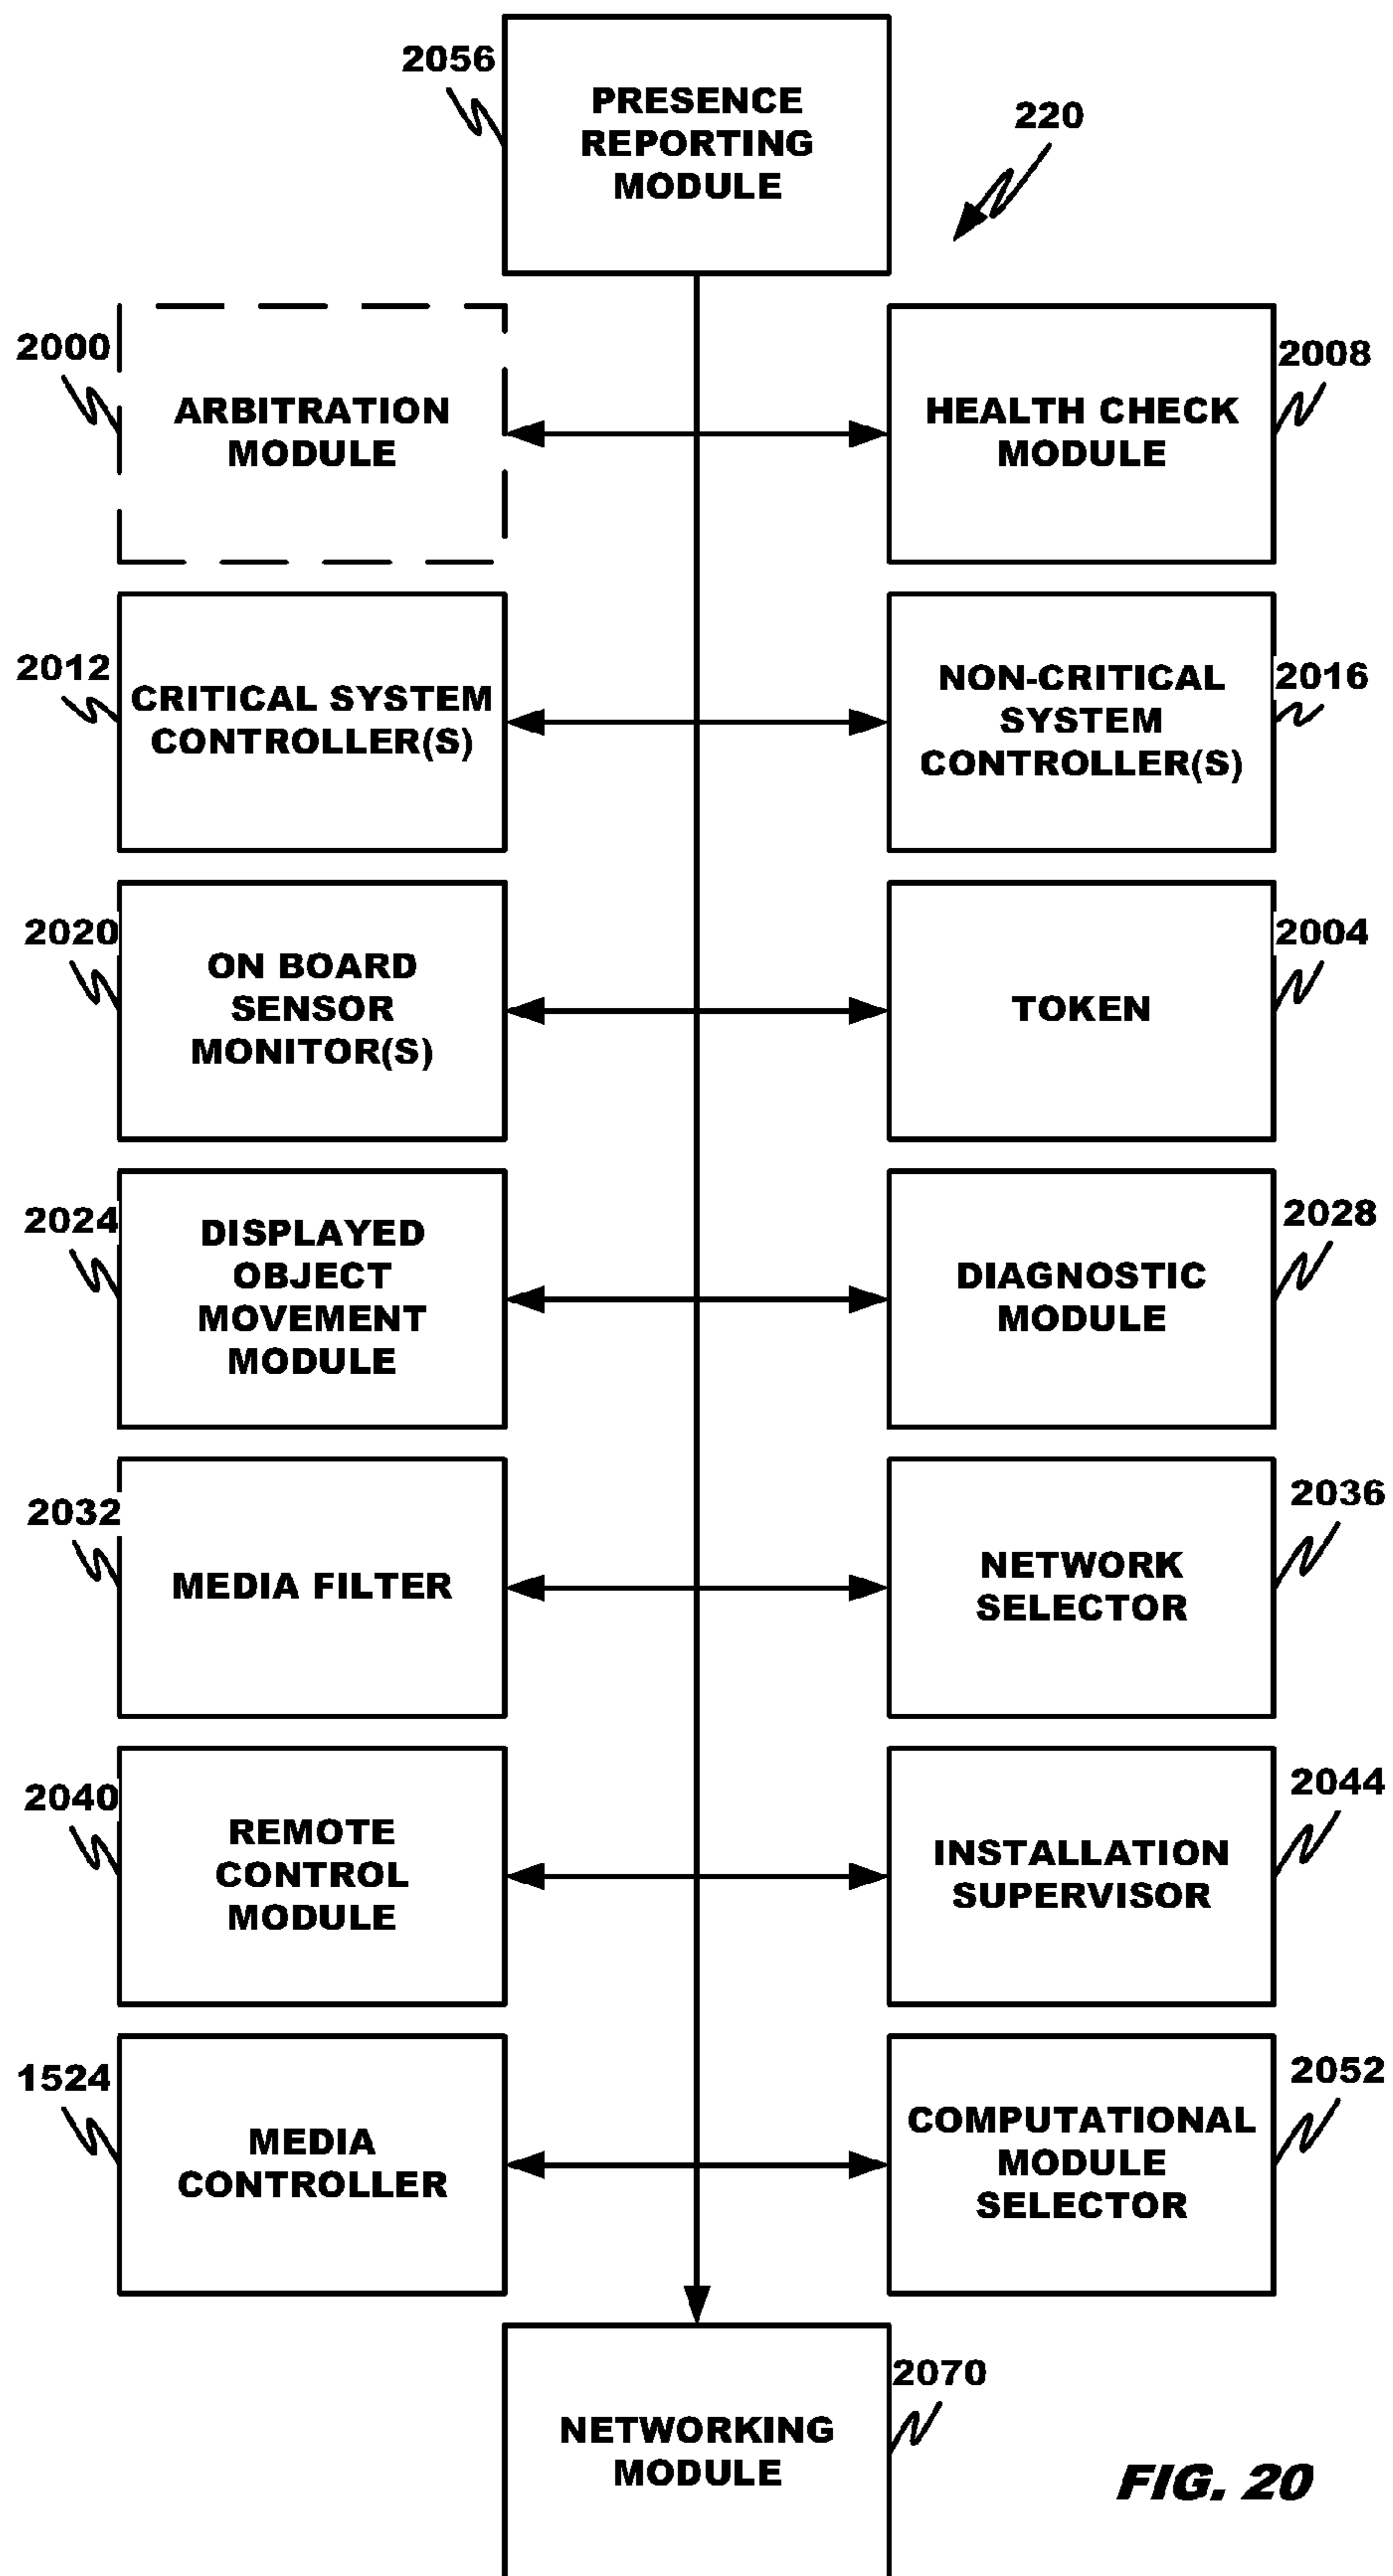 2056
PRESENCE
REPORTING
MODULE
220
2000
ARBITRATION
MODULE
HEALTH CHECK
MODULE
2008
2012
CRITICAL SYSTEM
CONTROLLER(S)
NON-CRITICAL
SYSTEM
CONTROLLER(S)
2016
2020
ON BOARD
SENSOR
MONITOR(S)
TOKEN
2004
2024
DISPLAYED
OBJECT
MOVEMENT
MODULE
DIAGNOSTIC
MODULE
2028
2032
MEDIA FILTER
NETWORK
SELECTOR
2036
2040
REMOTE
CONTROL
MODULE
INSTALLATION
SUPERVISOR
2044
1524
MEDIA
CONTROLLER
COMPUTATIONAL
MODULE
SELECTOR
2052
NETWORKING
MODULE
2070
FIG. 20